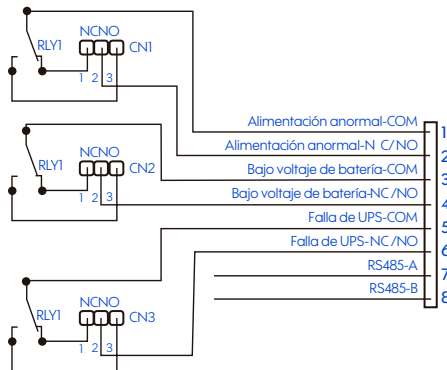 NCNO
RLY1
CN1
1 2 3
Alimentación anormal-COM
1
Alimentación anormal-N C/NO
2
NCNO
RLY1
CN2
1 2 3
Bajo voltaje de batería-COM
3
Bajo voltaje de batería-NC/NO
4
Falla de UPS-COM
5
Falla de UPS-NC/NO
6
RS485-A
7
RS485-B
8
NCNO
RLY1
CN3
1 2 3